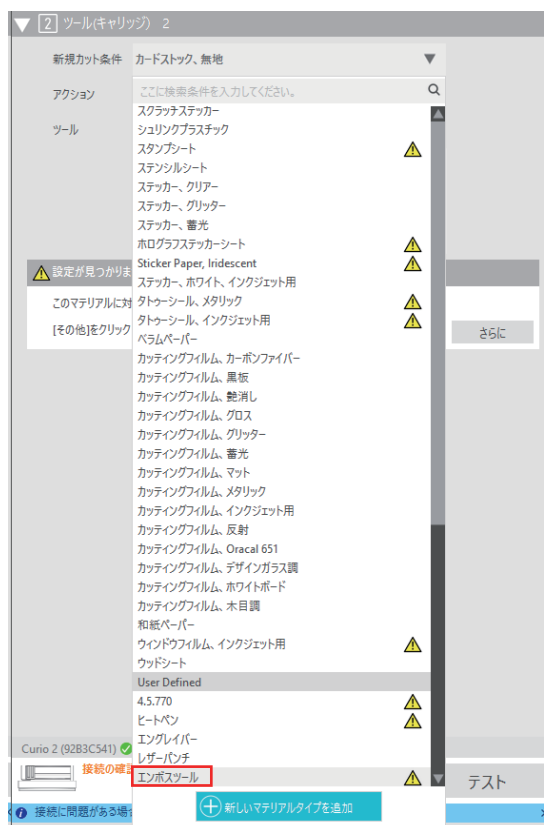 2 ツール(キャリッジ) 2
新規カット条件 カードストック、無地
アクション
ツール
ここに検索条件を入力してください。
スクラッチステッカー
シュリンクプラスチック
スタンプシート
ステンシルシート
ステッカー、クリアー
ステッカー、グリッター
ステッカー、蓄光
ホログラフステッカーシート
Sticker Paper, Iridescent
ステッカー、ホワイト、インクジェット用
タトゥーシール、メタリック
タトゥーシール、インクジェット用
ベラムペーパー
カッティングフィルム、カーボンファイバー
カッティングフィルム、黒板
カッティングフィルム、艶消し
カッティングフィルム、グロス
カッティングフィルム、グリッター
カッティングフィルム、蓄光
カッティングフィルム、マット
カッティングフィルム、メタリック
カッティングフィルム、インクジェット用
カッティングフィルム、反射
カッティングフィルム、Oracal 651
カッティングフィルム、デザインガラス調
カッティングフィルム、ホワイトボード
カッティングフィルム、木目調
和紙ペーパー
ウィンドウフィルム、インクジェット用
ウッドシート
User Defined
4.5.770
ヒートペン
エングレイバー
レザーパンチ
エンボスツール
新しいマテリアルタイプを追加
設定が見つかりま
このマテリアルに対
[その他]をクリック
さらに
Curio 2 (92B3C541)
接続の確認
テスト
接続に問題がある場合